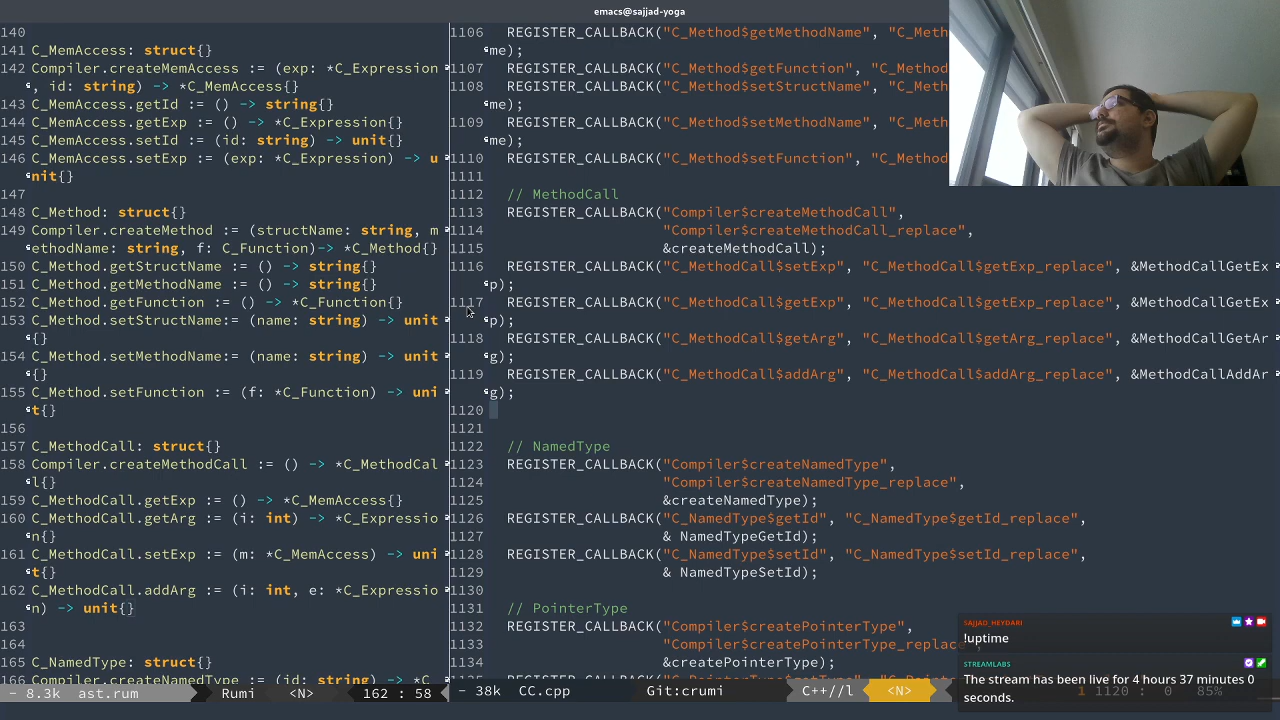 emacs@sajjad-yoga
140
141 C_MemAccess: struct{}
142 Compiler.createMemAccess := (exp: *C_Expression
, id: string) -> *C_MemAccess{}
143 C_MemAccess.getId := () -> string{}
144 C_MemAccess.getExp := () -> *C_Expression{}
145 C_MemAccess.setId := (id: string) -> unit{}
146 C_MemAccess.setExp := (exp: *C_Expression) -> u
nit{}
147
148 C_Method: struct{}
149 Compiler.createMethod := (structName: string, m
ethodName: string, f: C_Function)-> *C_Method{}
150 C_Method.getStructName := () -> string{}
151 C_Method.getMethodName := () -> string{}
152 C_Method.getFunction := () -> *C_Function{}
153 C_Method.setStructName:= (name: string) -> unit
{}
154 C_Method.setMethodName:= (name: string) -> unit
{}
155 C_Method.setFunction := (f: *C_Function) -> uni
t{}
156
157 C_MethodCall: struct{}
158 Compiler.createMethodCall := () -> *C_MethodCal
l{}
159 C_MethodCall.getExp := () -> *C_MemAccess{}
160 C_MethodCall.getArg := (i: int) -> *C_Expressio
n{}
161 C_MethodCall.setExp := (m: *C_MemAccess) -> uni
t{}
162 C_MethodCall.addArg := (i: int, e: *C_Expressio
n) -> unit{}
163
164
165 C_NamedType: struct{}
166 Compiler.createNamedType := (id: string) -> *C
- 8.3k ast.rum Rumi <N> 162 : 58
1106 REGISTER_CALLBACK("C_Method$getMethodName", "C_Meth
me);
1107 REGISTER_CALLBACK("C_Method$getFunction", "C_Method
1108 REGISTER_CALLBACK("C_Method$setStructName", "C_Meth
me);
1109 REGISTER_CALLBACK("C_Method$setMethodName", "C_Meth
me);
1110 REGISTER_CALLBACK("C_Method$setFunction", "C_Method
1111
1112 // MethodCall
1113 REGISTER_CALLBACK("Compiler$createMethodCall",
1114 "Compiler$createMethodCall_replace",
1115 &createMethodCall);
1116 REGISTER_CALLBACK("C_MethodCall$setExp", "C_MethodCall$getExp_replace", &MethodCallGetEx
p);
1117 REGISTER_CALLBACK("C_MethodCall$getExp", "C_MethodCall$getExp_replace", &MethodCallGetEx
p);
1118 REGISTER_CALLBACK("C_MethodCall$getArg", "C_MethodCall$getArg_replace", &MethodCallGetAr
g);
1119 REGISTER_CALLBACK("C_MethodCall$addArg", "C_MethodCall$addArg_replace", &MethodCallAddAr
g);
1120
1121
1122 // NamedType
1123 REGISTER_CALLBACK("Compiler$createNamedType",
1124 "Compiler$createNamedType_replace",
1125 &createNamedType);
1126 REGISTER_CALLBACK("C_NamedType$getId", "C_NamedType$getId_replace",
1127 & NamedTypeGetId);
1128 REGISTER_CALLBACK("C_NamedType$setId", "C_NamedType$setId_replace",
1129 & NamedTypeSetId);
1130
1131 // PointerType
1132 REGISTER_CALLBACK("Compiler$createPointerType",
1133 "Compiler$createPointerType_replace",
1134 &createPointerType);
- 38k CC.cpp Git:crumi C++//l <N> 1 1120 : 0 85%
SAJJAD_HEYDARI
!uptime
STREAMLABS
The stream has been live for 4 hours 37 minutes 0
seconds.